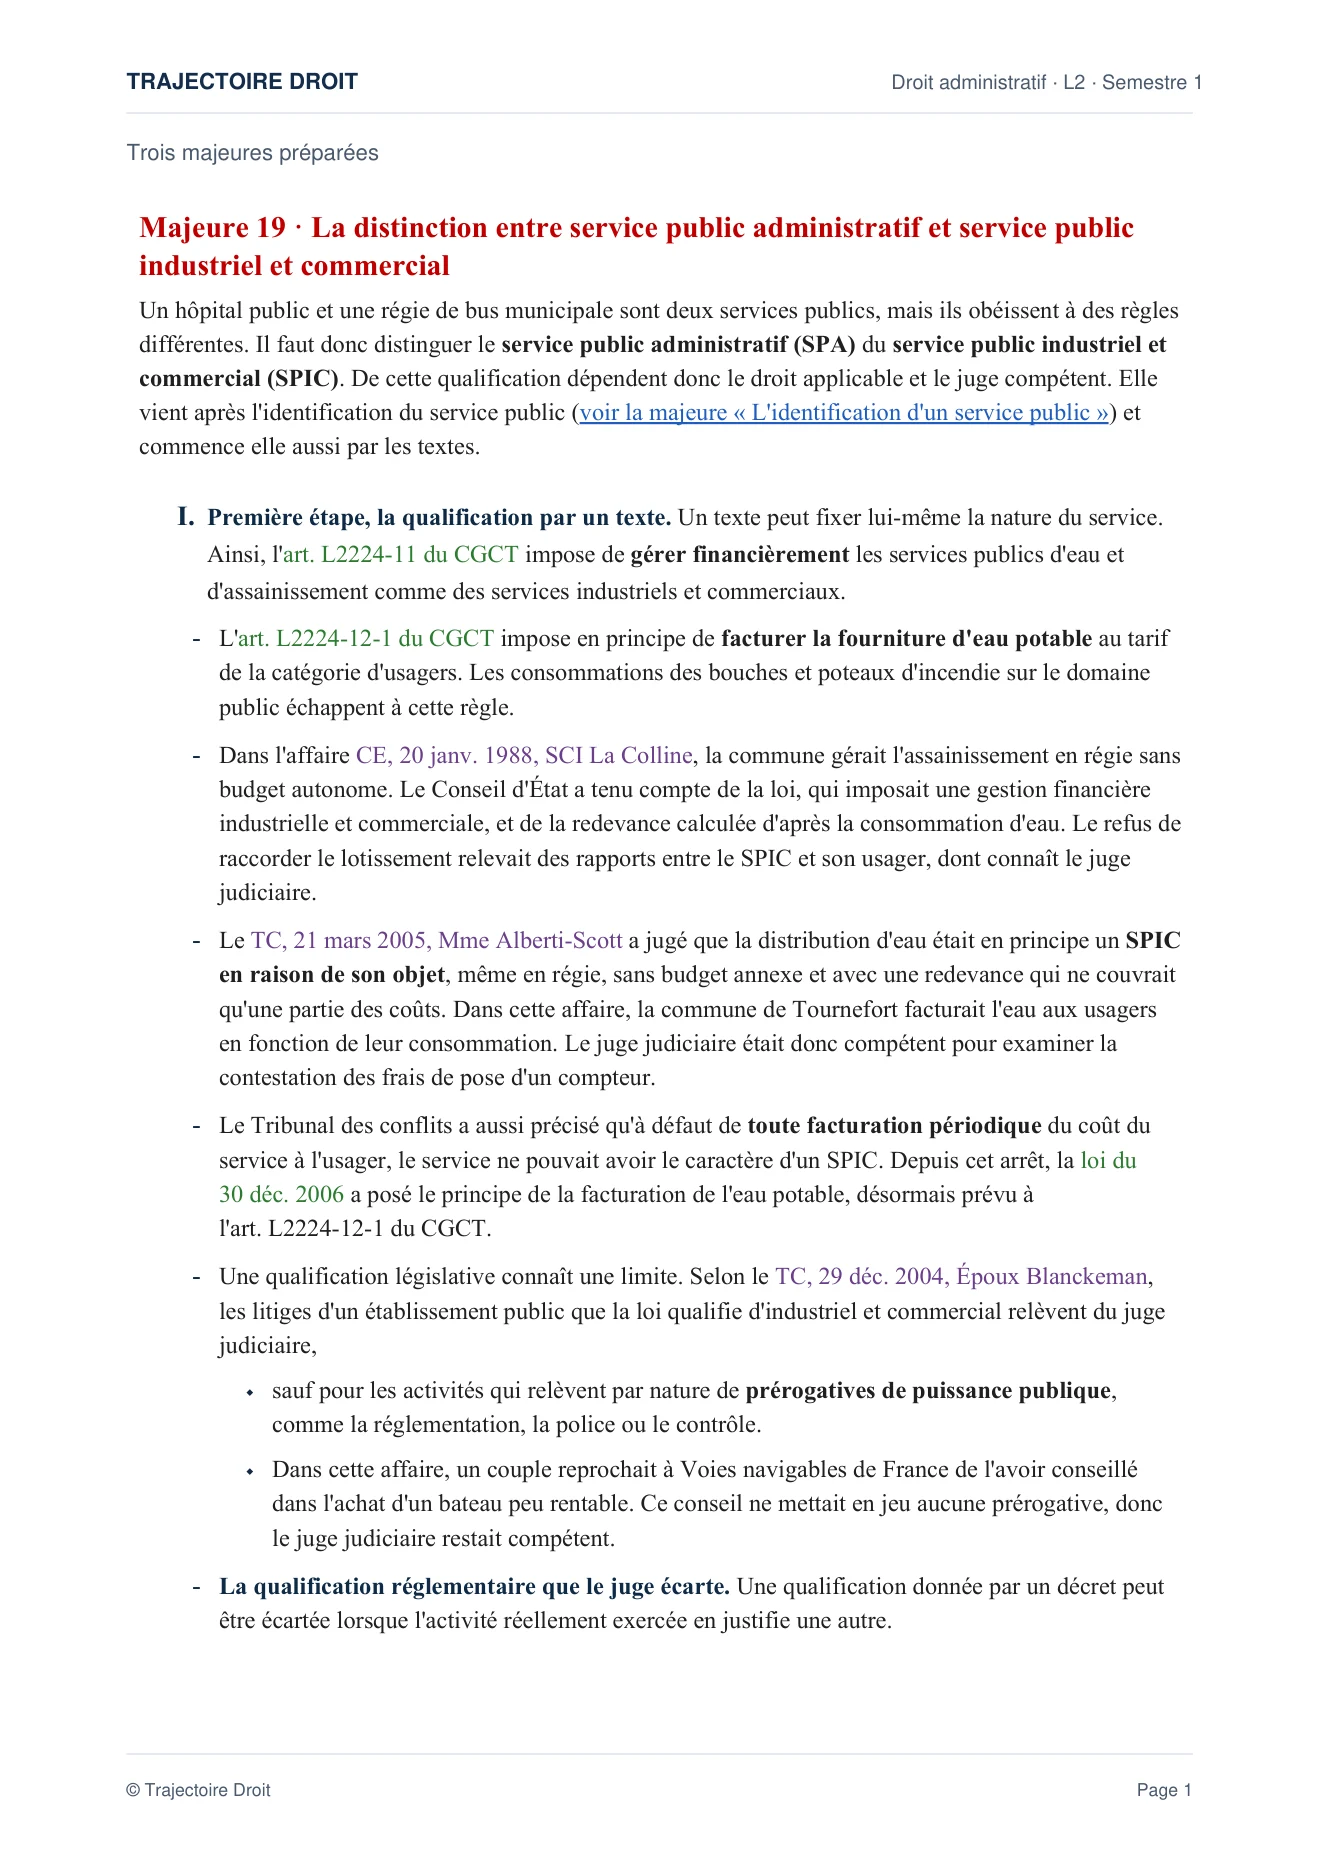 TRAJECTOIRE DROIT
Droit administratif · L2 · Semestre 1
Trois majeures préparées
Majeure 19 · La distinction entre service public administratif et service public
industriel et commercial
Un hôpital public et une régie de bus municipale sont deux services publics, mais ils obéissent à des règles
différentes. Il faut donc distinguer le service public administratif (SPA) du service public industriel et
commercial (SPIC). De cette qualification dépendent donc le droit applicable et le juge compétent. Elle
vient après l'identification du service public (voir la majeure « L'identification d'un service public ») et
commence elle aussi par les textes.
I. Première étape, la qualification par un texte. Un texte peut fixer lui-même la nature du service.
Ainsi, l'art. L2224-11 du CGCT impose de gérer financièrement les services publics d'eau et
d'assainissement comme des services industriels et commerciaux.
- L'art. L2224-12-1 du CGCT impose en principe de facturer la fourniture d'eau potable au tarif
de la catégorie d'usagers. Les consommations des bouches et poteaux d'incendie sur le domaine
public échappent à cette règle.
- Dans l'affaire CE, 20 janv. 1988, SCI La Colline, la commune gérait l'assainissement en régie sans
budget autonome. Le Conseil d'État a tenu compte de la loi, qui imposait une gestion financière
industrielle et commerciale, et de la redevance calculée d'après la consommation d'eau. Le refus de
raccorder le lotissement relevait des rapports entre le SPIC et son usager, dont connaît le juge
judiciaire.
- Le TC, 21 mars 2005, Mme Alberti-Scott a jugé que la distribution d'eau était en principe un SPIC
en raison de son objet, même en régie, sans budget annexe et avec une redevance qui ne couvrait
qu'une partie des coûts. Dans cette affaire, la commune de Tournefort facturait l'eau aux usagers
en fonction de leur consommation. Le juge judiciaire était donc compétent pour examiner la
contestation des frais de pose d'un compteur.
- Le Tribunal des conflits a aussi précisé qu'à défaut de toute facturation périodique du coût du
service à l'usager, le service ne pouvait avoir le caractère d'un SPIC. Depuis cet arrêt, la loi du
30 déc. 2006 a posé le principe de la facturation de l'eau potable, désormais prévu à
l'art. L2224-12-1 du CGCT.
- Une qualification législative connaît une limite. Selon le TC, 29 déc. 2004, Époux Blanckeman,
les litiges d'un établissement public que la loi qualifie d'industriel et commercial relèvent du juge
judiciaire,
⬩ sauf pour les activités qui relèvent par nature de prérogatives de puissance publique,
comme la réglementation, la police ou le contrôle.
⬩ Dans cette affaire, un couple reprochait à Voies navigables de France de l'avoir conseillé
dans l'achat d'un bateau peu rentable. Ce conseil ne mettait en jeu aucune prérogative, donc
le juge judiciaire restait compétent.
- La qualification réglementaire que le juge écarte. Une qualification donnée par un décret peut
être écartée lorsque l'activité réellement exercée en justifie une autre.
© Trajectoire Droit
Page 1